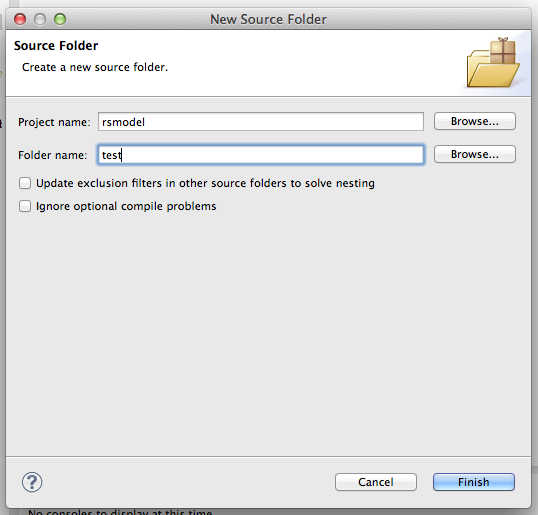 New Source Folder
Source Folder
Create a new source folder.
Project name: rsmodel Browse...
Folder name: test Browse...
Update exclusion filters in other source folders to solve nesting
Ignore optional compile problems
? Cancel Finish
No consoles to display at this time.